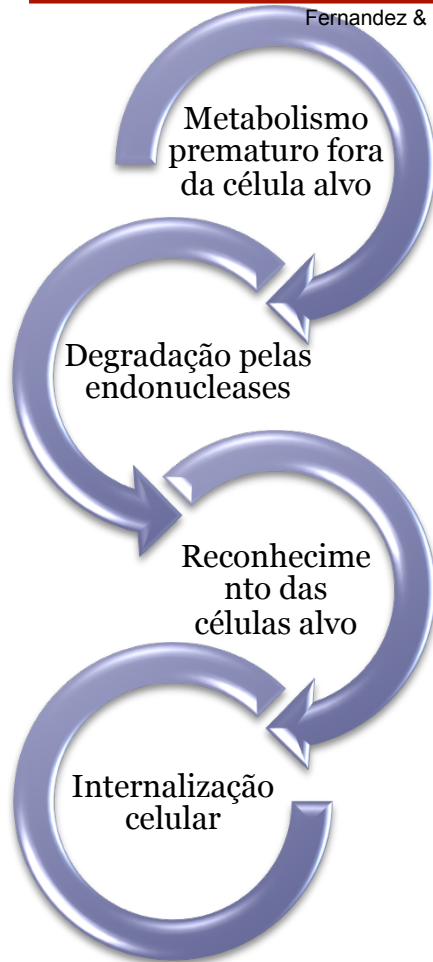 Fernandez &
Metabolismo
prematuro fora
da célula alvo
Degradação pelas
endonucleases
Reconhecime
nto das
células alvo
Internalização
celular